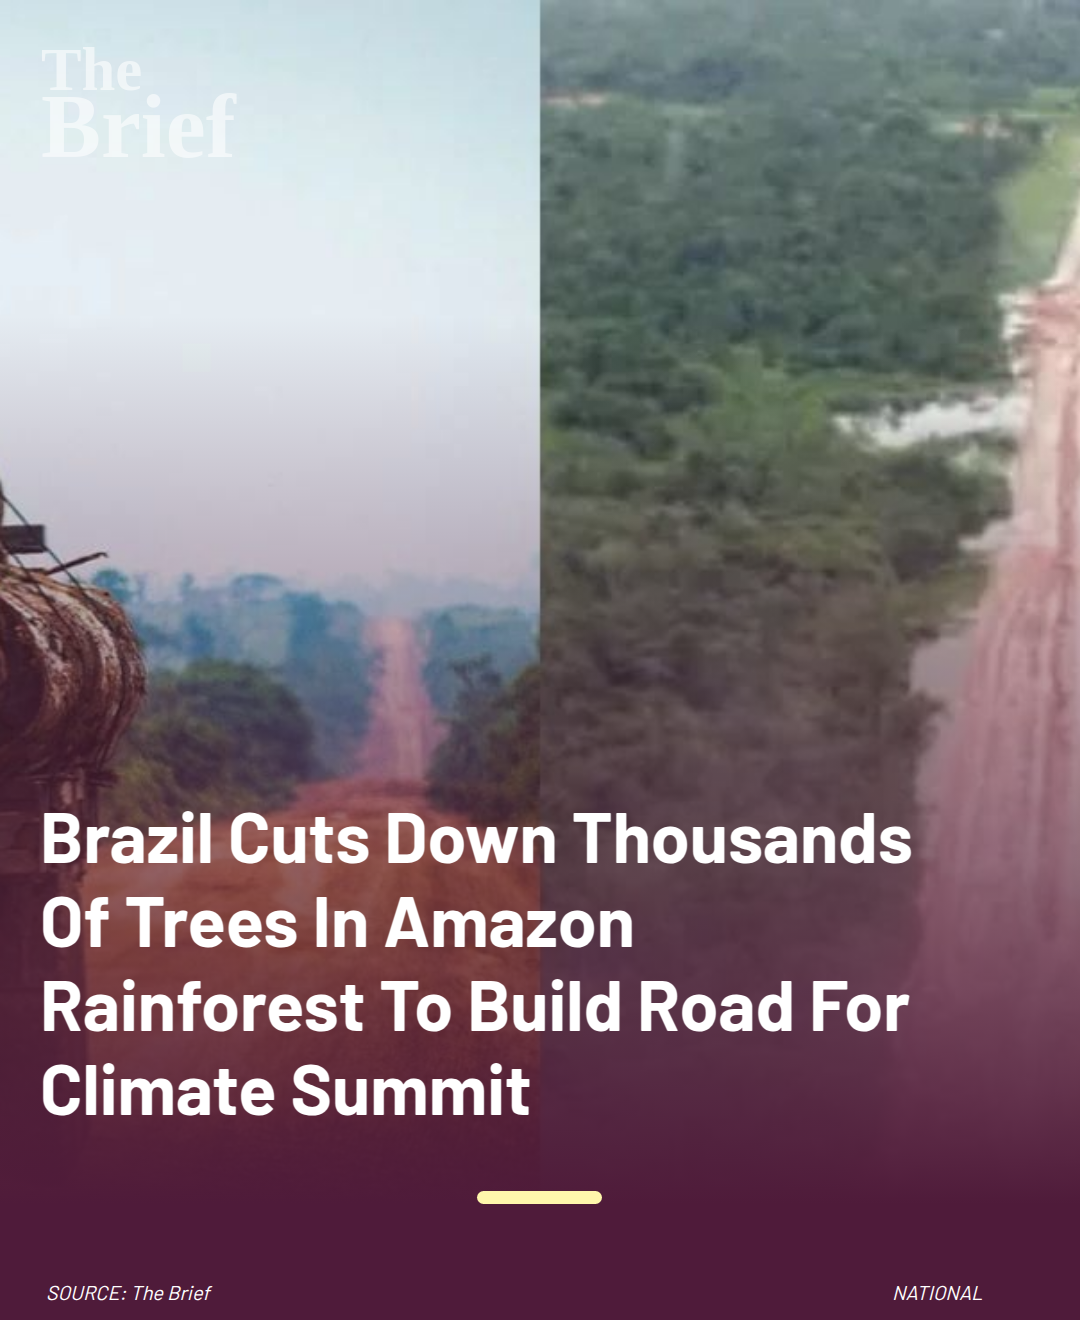 The
Brief
Brazil Cuts Down Thousands
Of Trees In Amazon
Rainforest To Build Road For
Climate Summit
SOURCE: The Brief
NATIONAL